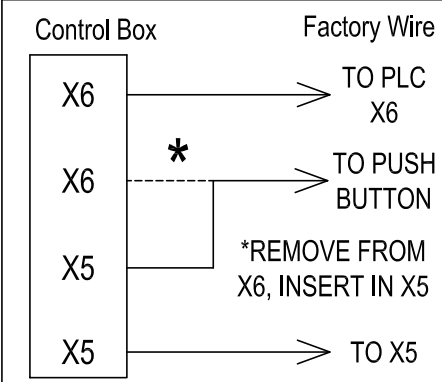 Control Box
Factory Wire
X6
TO PLC
X6
X6
*
TO PUSH
BUTTON
X5
*REMOVE FROM
X6, INSERT IN X5
X5
TO X5